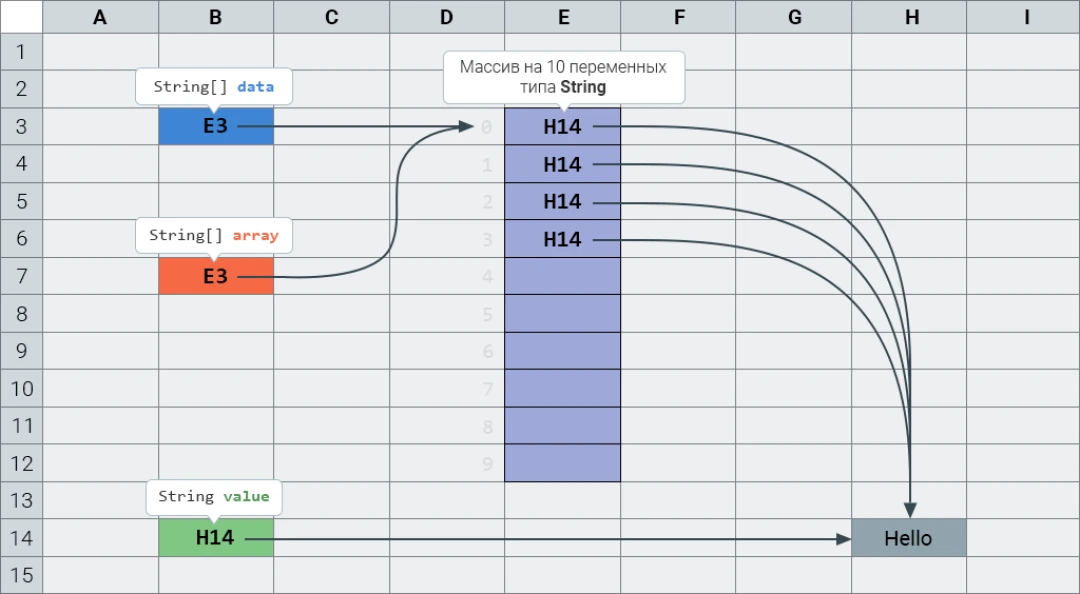 A B C D E F G H I
1
Массив на 10 переменных
типа String
2
String[] data
3 E3 0 H14
4 1 H14
5 2 H14
6 3 H14
String[] array
7 E3 4
8 5
9 6
10 7
11 8
12 9
13
String value
14 H14 Hello
15